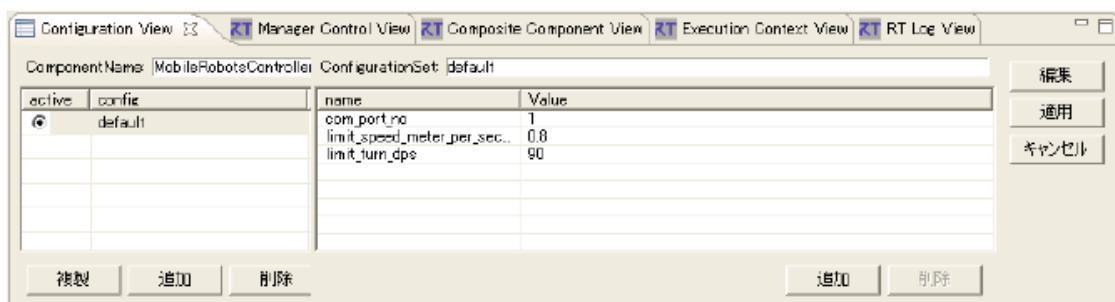 Configuration View RT Manager Control View RT Composite Component View RT Execution Context View RT RT Log View
ComponentName: MobileRobotsController ConfigurationSet: default
編集
active config name Value
適用
default com_port_no 1
limit_speed_meter_per_sec... 0.8
キャンセル
limit_turn_dps 90
複製 追加 削除 追加 削除